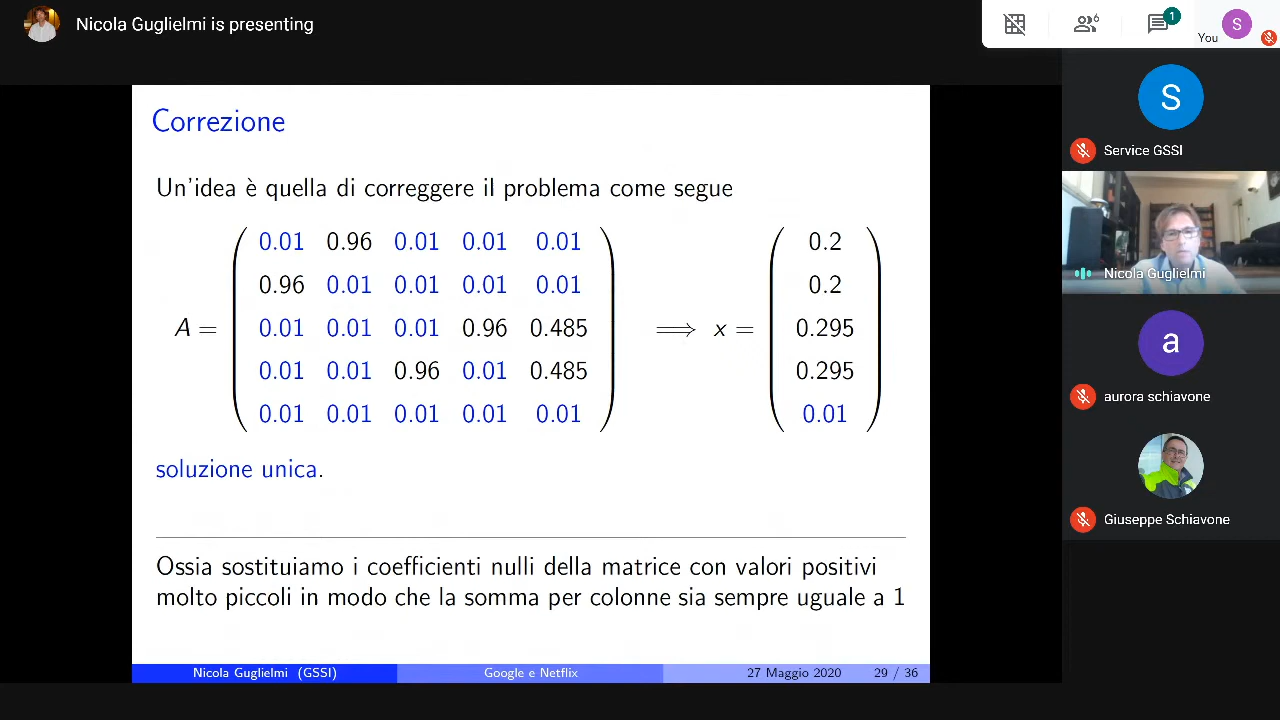 Nicola Guglielmi is presenting
6
1
You
S
Correzione
Un'idea è quella di correggere il problema come segue
A = ( 0.01 0.96 0.01 0.01 0.01
0.96 0.01 0.01 0.01 0.01
0.01 0.01 0.01 0.96 0.485
0.01 0.01 0.96 0.01 0.485
0.01 0.01 0.01 0.01 0.01 )
⟹ x = ( 0.2
0.2
0.295
0.295
0.01 )
soluzione unica.
Ossia sostituiamo i coefficienti nulli della matrice con valori positivi
molto piccoli in modo che la somma per colonne sia sempre uguale a 1
Nicola Guglielmi (GSSI) Google e Netflix 27 Maggio 2020 29 / 36
S
Service GSSI
Nicola Guglielmi
a
aurora schiavone
Giuseppe Schiavone